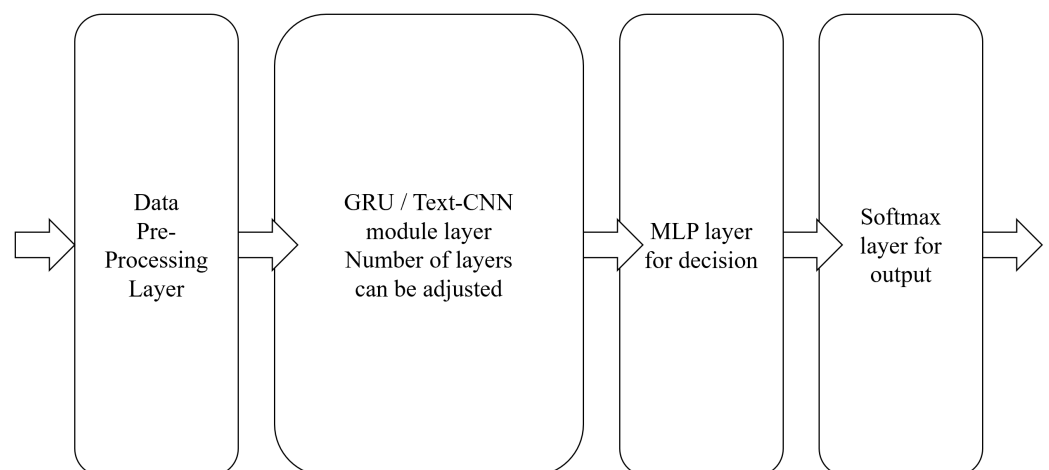 Data
Pre-
Processing
Layer
GRU / Text-CNN
module layer
Number of layers
can be adjusted
MLP layer
for decision
Softmax
layer for
output